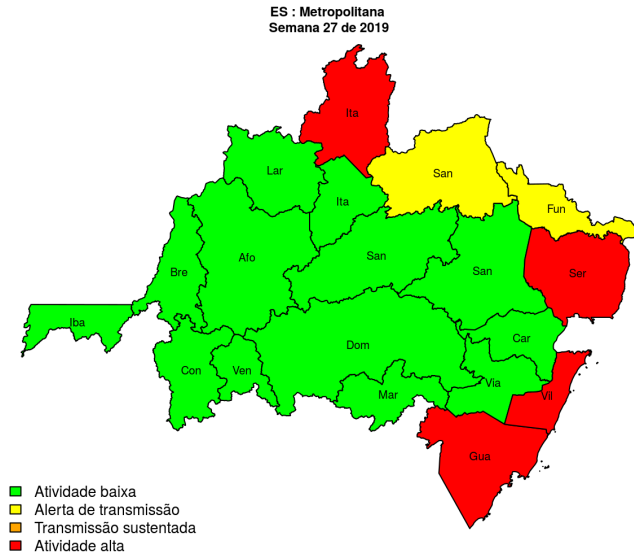 ES : Metropolitana
Semana 27 de 2019
Ita
Lar
San
Ita
Fun
Afo
San
San
Bre
Ser
Iba
Car
Dom
Con
Ven
Via
Mar
Vil
Gua
Atividade baixa
Alerta de transmissão
Transmissão sustentada
Atividade alta